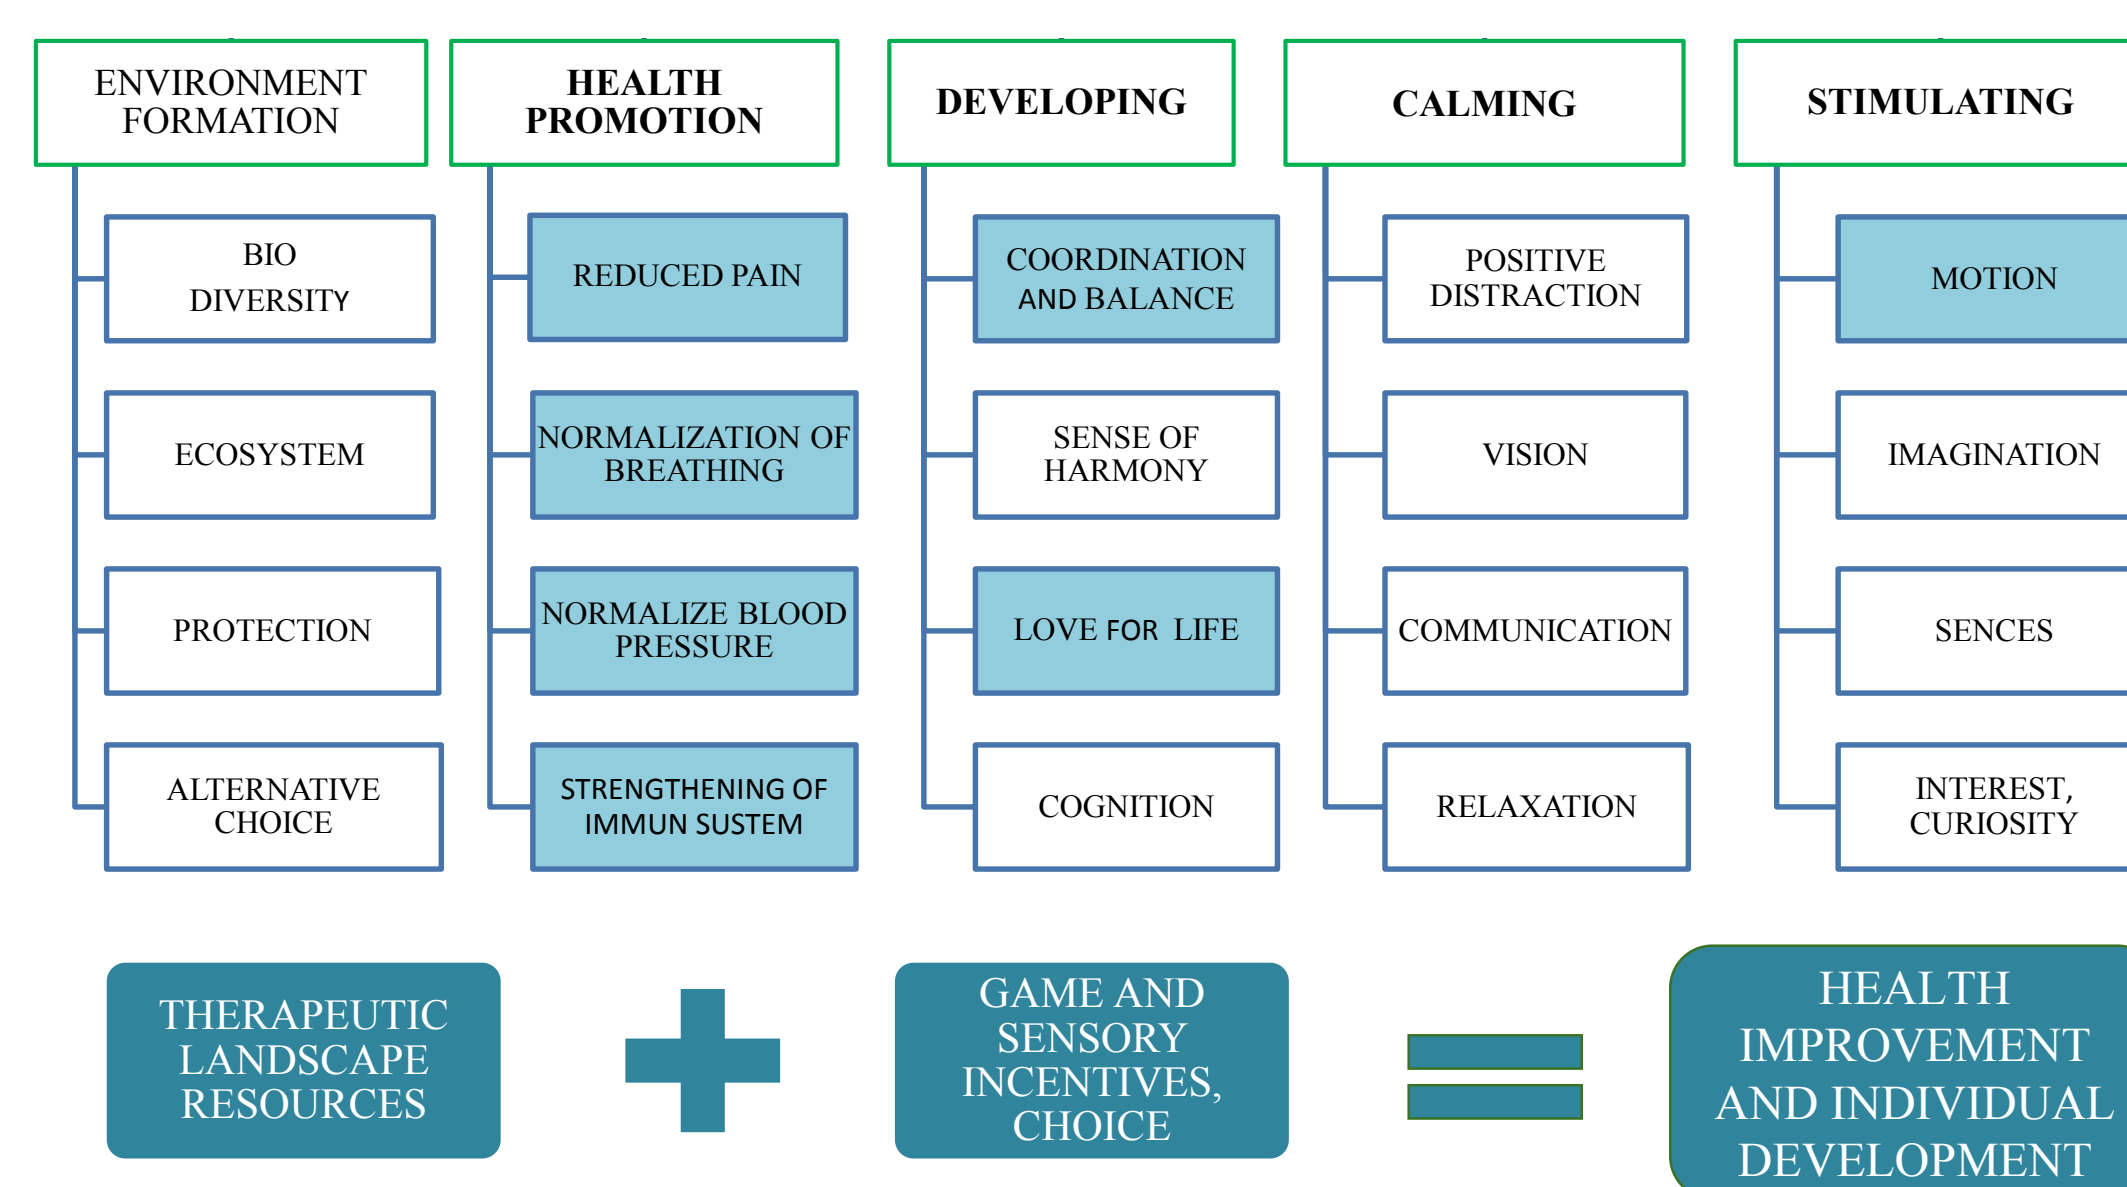 ENVIRONMENT
FORMATION
BIO
DIVERSITY
ECOSYSTEM
PROTECTION
ALTERNATIVE
CHOICE
HEALTH
PROMOTION
REDUCED PAIN
NORMALIZATION OF
BREATHING
NORMALIZE BLOOD
PRESSURE
STRENGTHENING OF
IMMUN SUSTEM
DEVELOPING
COORDINATION
AND BALANCE
SENSE OF
HARMONY
LOVE FOR LIFE
COGNITION
CALMING
POSITIVE
DISTRACTION
VISION
COMMUNICATION
RELAXATION
STIMULATING
MOTION
IMAGINATION
SENCES
INTEREST,
CURIOSITY
THERAPEUTIC
LANDSCAPE
RESOURCES
GAME AND
SENSORY
INCENTIVES,
CHOICE
HEALTH
IMPROVEMENT
AND INDIVIDUAL
DEVELOPMENT